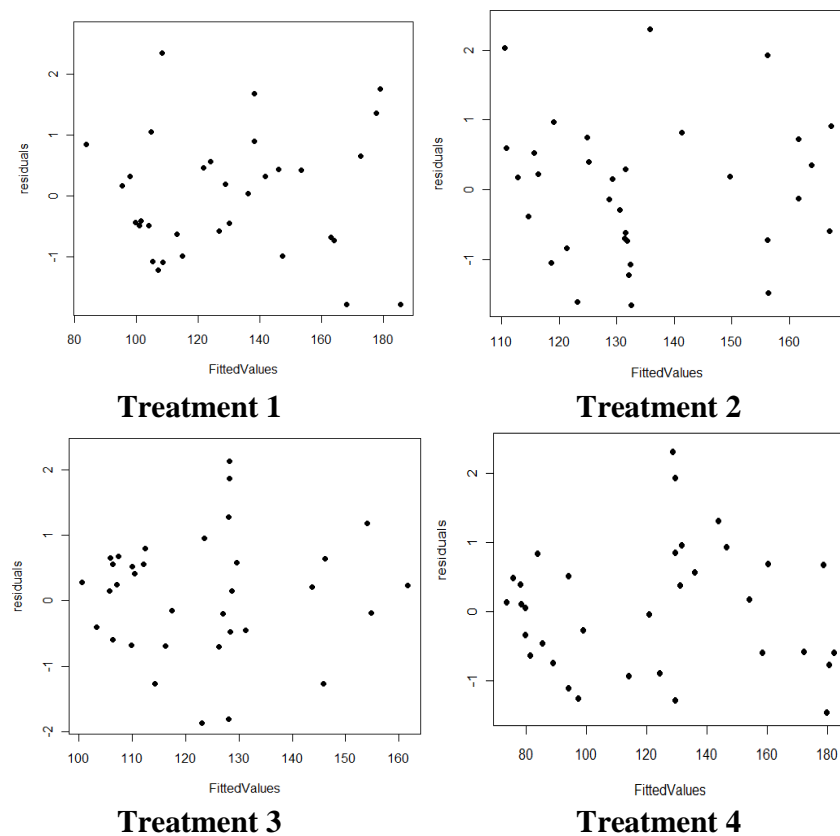 residuals
2
1
0
-1
80 100 120 140 160 180
FittedValues
Treatment 1
residuals
2
1
0
-1
110 120 130 140 150 160
FittedValues
Treatment 2
residuals
2
1
0
-1
-2
100 110 120 130 140 150 160
FittedValues
Treatment 3
residuals
2
1
0
-1
80 100 120 140 160 180
FittedValues
Treatment 4